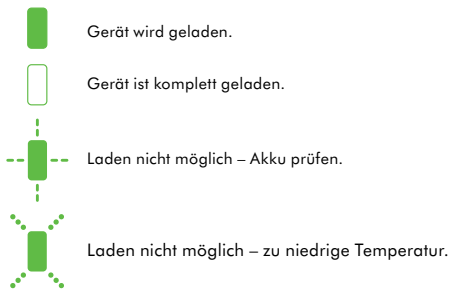 Gerät wird geladen.
Gerät ist komplett geladen.
Laden nicht möglich – Akku prüfen.
Laden nicht möglich – zu niedrige Temperatur.